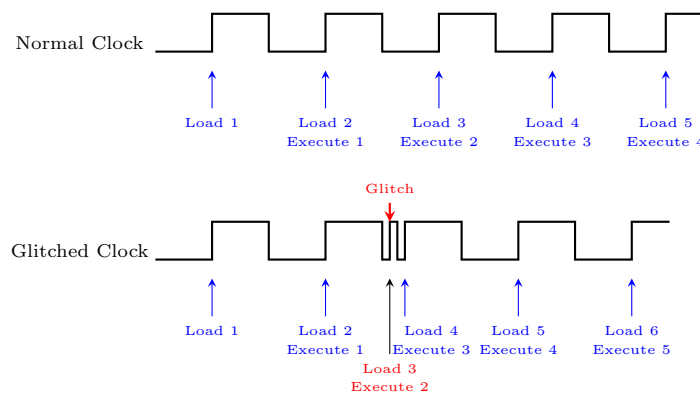 Normal Clock
Load 1
Load 2
Execute 1
Load 3
Execute 2
Load 4
Execute 3
Load 5
Execute 4
Glitch
Glitched Clock
Load 1
Load 2
Execute 1
Load 3
Execute 2
Load 4
Execute 3
Load 5
Execute 4
Load 6
Execute 5